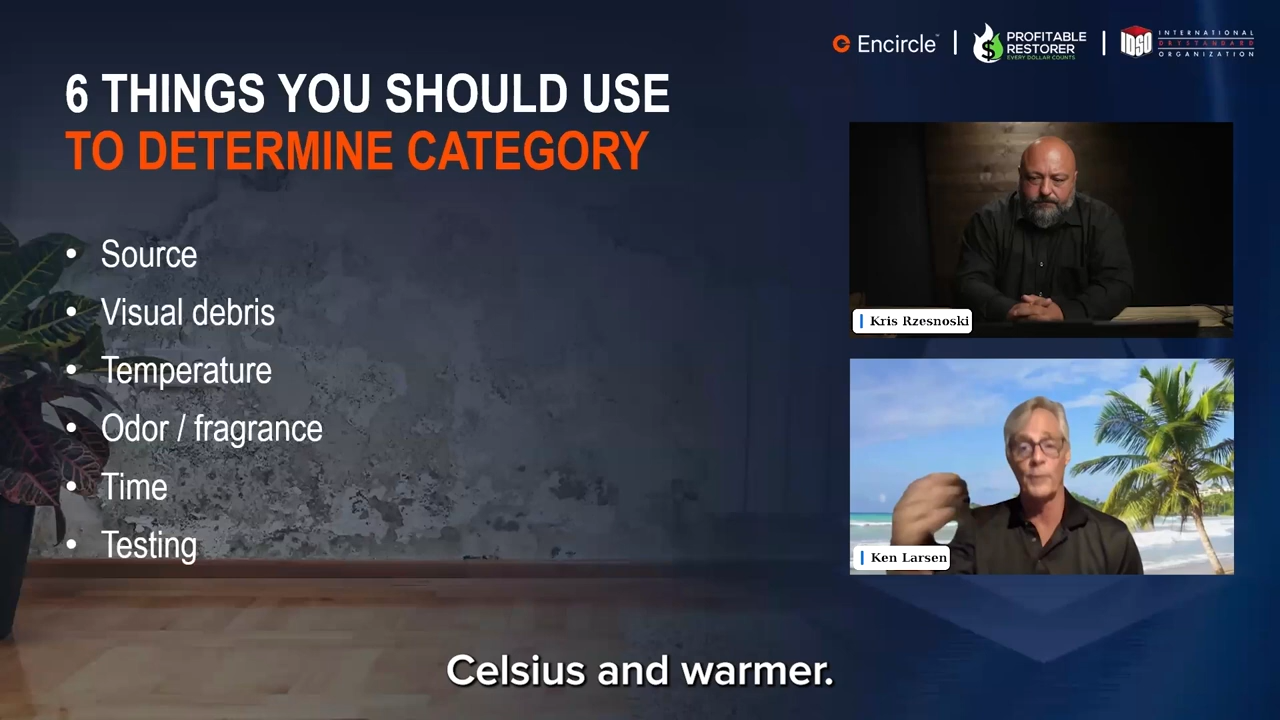 Encircle
PROFITABLE
RESTORER
EVERY DOLLAR COUNTS
IDSO
INTERNATIONAL
DRYSTANDARD
ORGANIZATION
6 THINGS YOU SHOULD USE
TO DETERMINE CATEGORY
• Source
• Visual debris
• Temperature
• Odor / fragrance
• Time
• Testing
Kris Rzesnoski
Ken Larsen
Celsius and warmer.